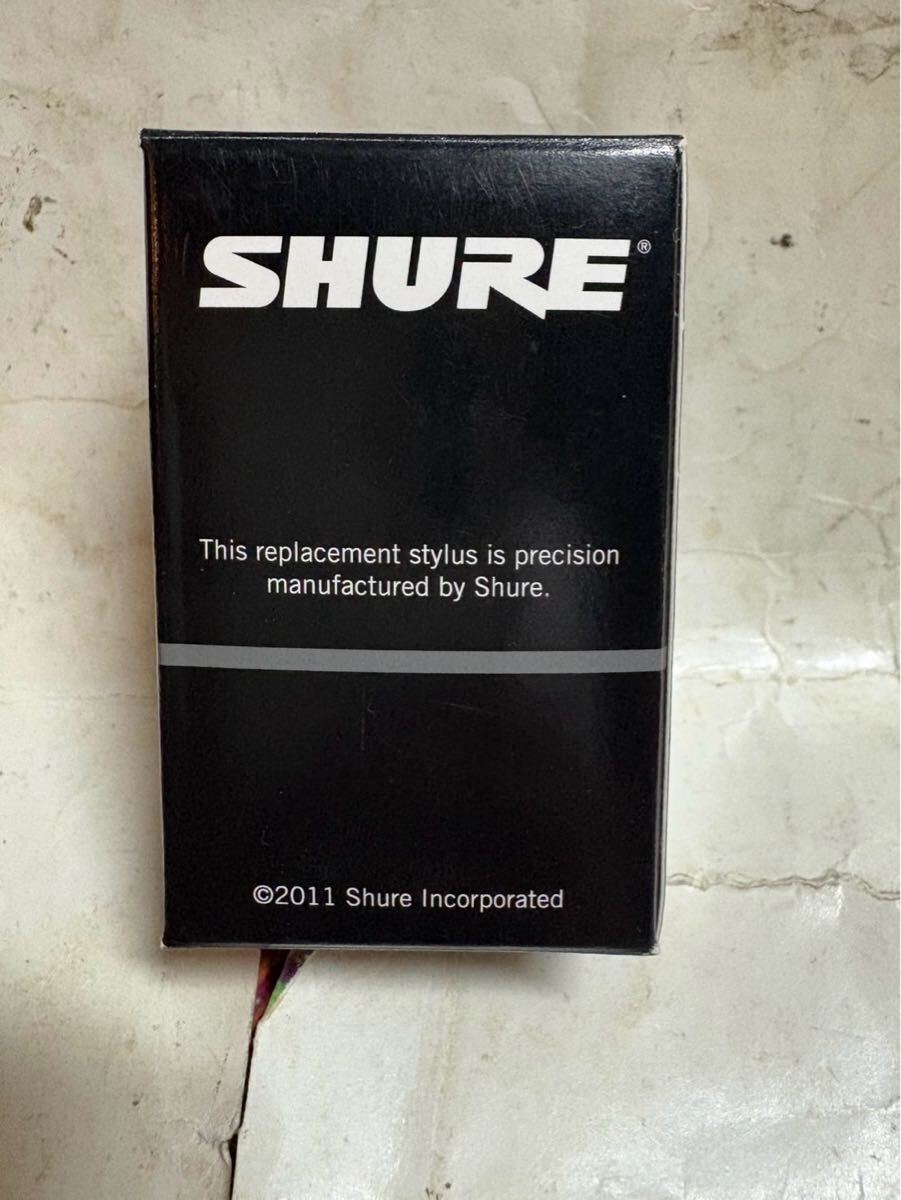 SHURE®
This replacement stylus is precision
manufactured by Shure.
©2011 Shure Incorporated